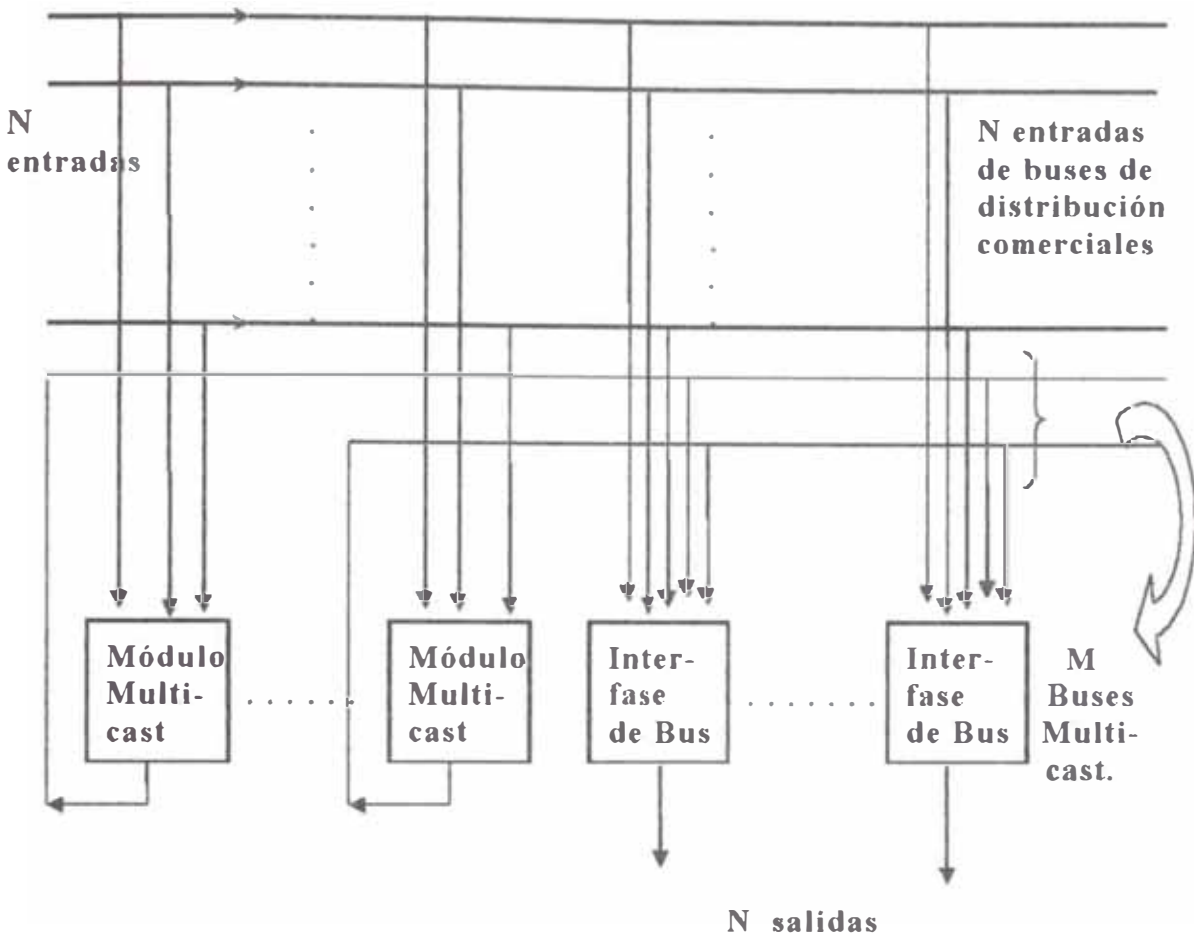 N
entradas
N entradas
de buses de
distribución
comerciales
Módulo
Multi-
cast
Módulo
Multi-
cast
Inter-
fase
de Bus
Inter-
fase
de Bus
M
Buses
Multi-
cast.
N salidas